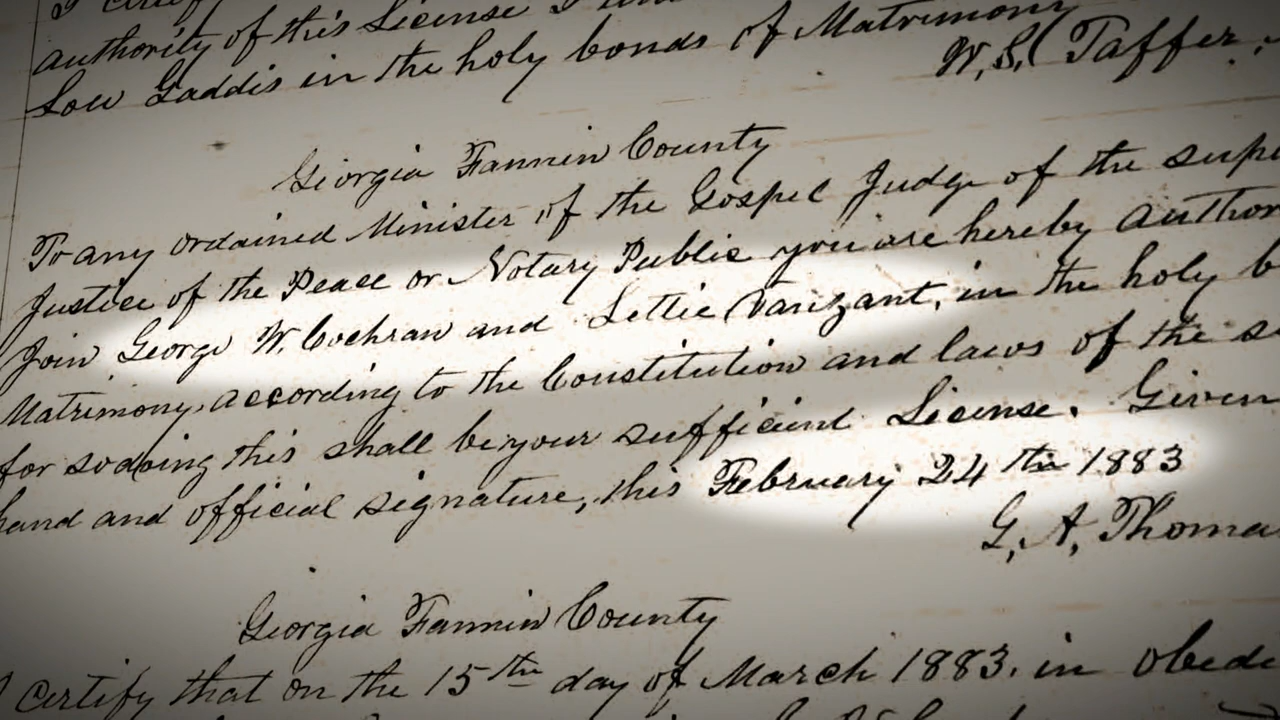 I certify
authority of this License I
Lou Gaddis in the holy bonds of Matrimony
W, S, Taffer,
Georgia Fannin County
To any ordained Minister of the Gospel Judge of the supe
Justice of the Peace or Notary Public you are hereby author
Join George W. Cochran and Lettie Vanzant, in the holy b
Matrimony, according to the Constitution and laws of the s
for so doing this shall be your sufficient License. Given
hand and official signature, this February 24th 1883
G, A, Thoma
Georgia Fannin County
I certify that on the 15th day of March 1883. in obedi